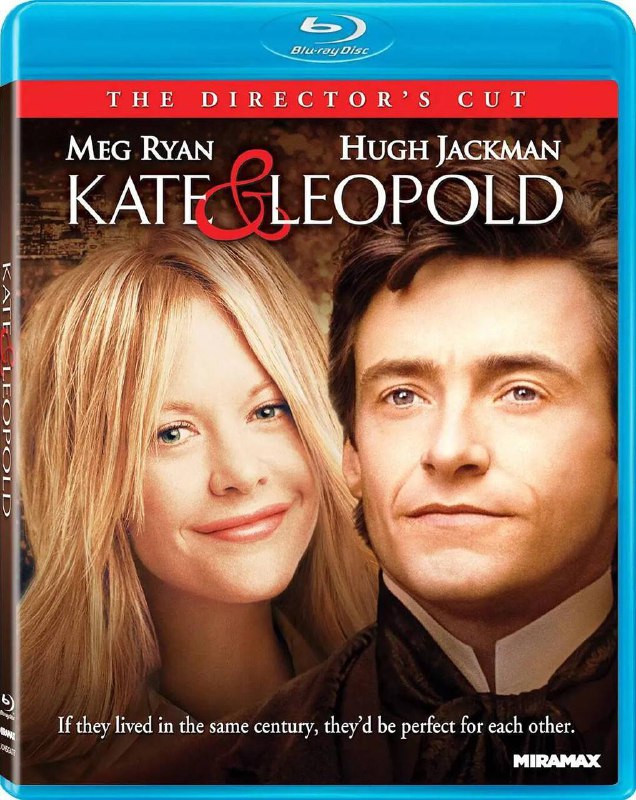 Blu-ray Disc
THE DIRECTOR'S CUT
MEG RYAN HUGH JACKMAN
KATE & LEOPOLD
KATE & LEOPOLD
If they lived in the same century, they'd be perfect for each other.
MIRAMAX